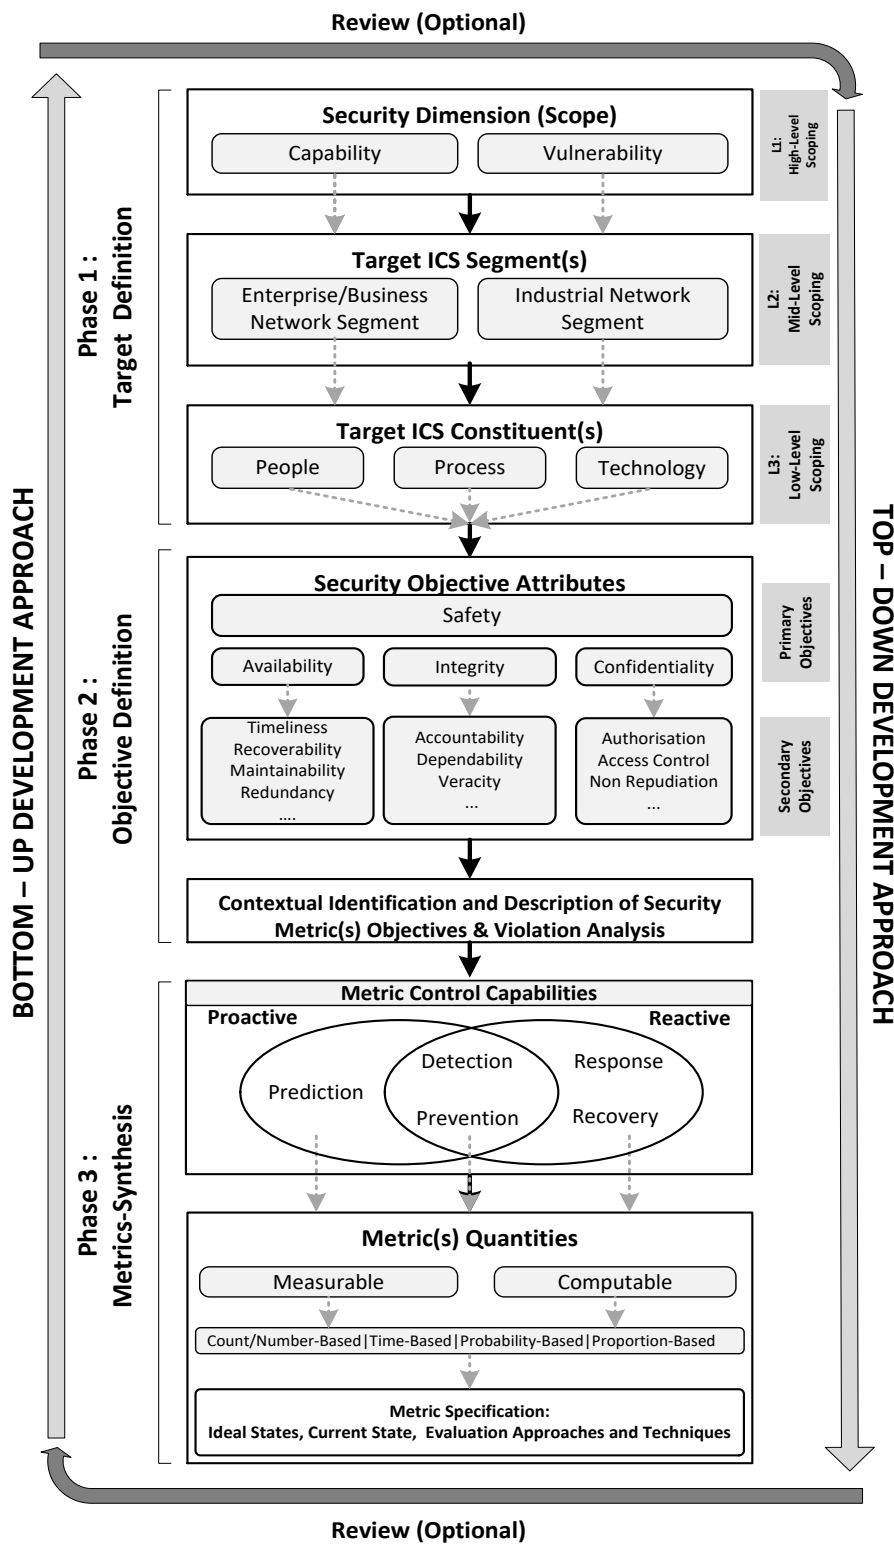 Review (Optional)
Security Dimension (Scope)
Capability
Vulnerability
L1:
High-Level
Scoping
Target ICS Segment(s)
Enterprise/Business
Network Segment
Industrial Network
Segment
L2:
Mid-Level
Scoping
Phase 1 :
Target Definition
Target ICS Constituent(s)
People
Process
Technology
L3:
Low-Level
Scoping
BOTTOM – UP DEVELOPMENT APPROACH
TOP – DOWN DEVELOPMENT APPROACH
Security Objective Attributes
Safety
Primary
Objectives
Availability
Integrity
Confidentiality
Phase 2 :
Objective Definition
Timeliness
Recoverability
Maintainability
Redundancy
....
Accountability
Dependability
Veracity
...
Authorisation
Access Control
Non Repudiation
...
Secondary
Objectives
Contextual Identification and Description of Security
Metric(s) Objectives & Violation Analysis
Metric Control Capabilities
Proactive
Reactive
Detection
Response
Prediction
Prevention
Recovery
Phase 3 :
Metrics-Synthesis
Metric(s) Quantities
Measurable
Computable
Count/Number-Based|Time-Based|Probability-Based|Proportion-Based
Metric Specification:
Ideal States, Current State, Evaluation Approaches and Techniques
Review (Optional)